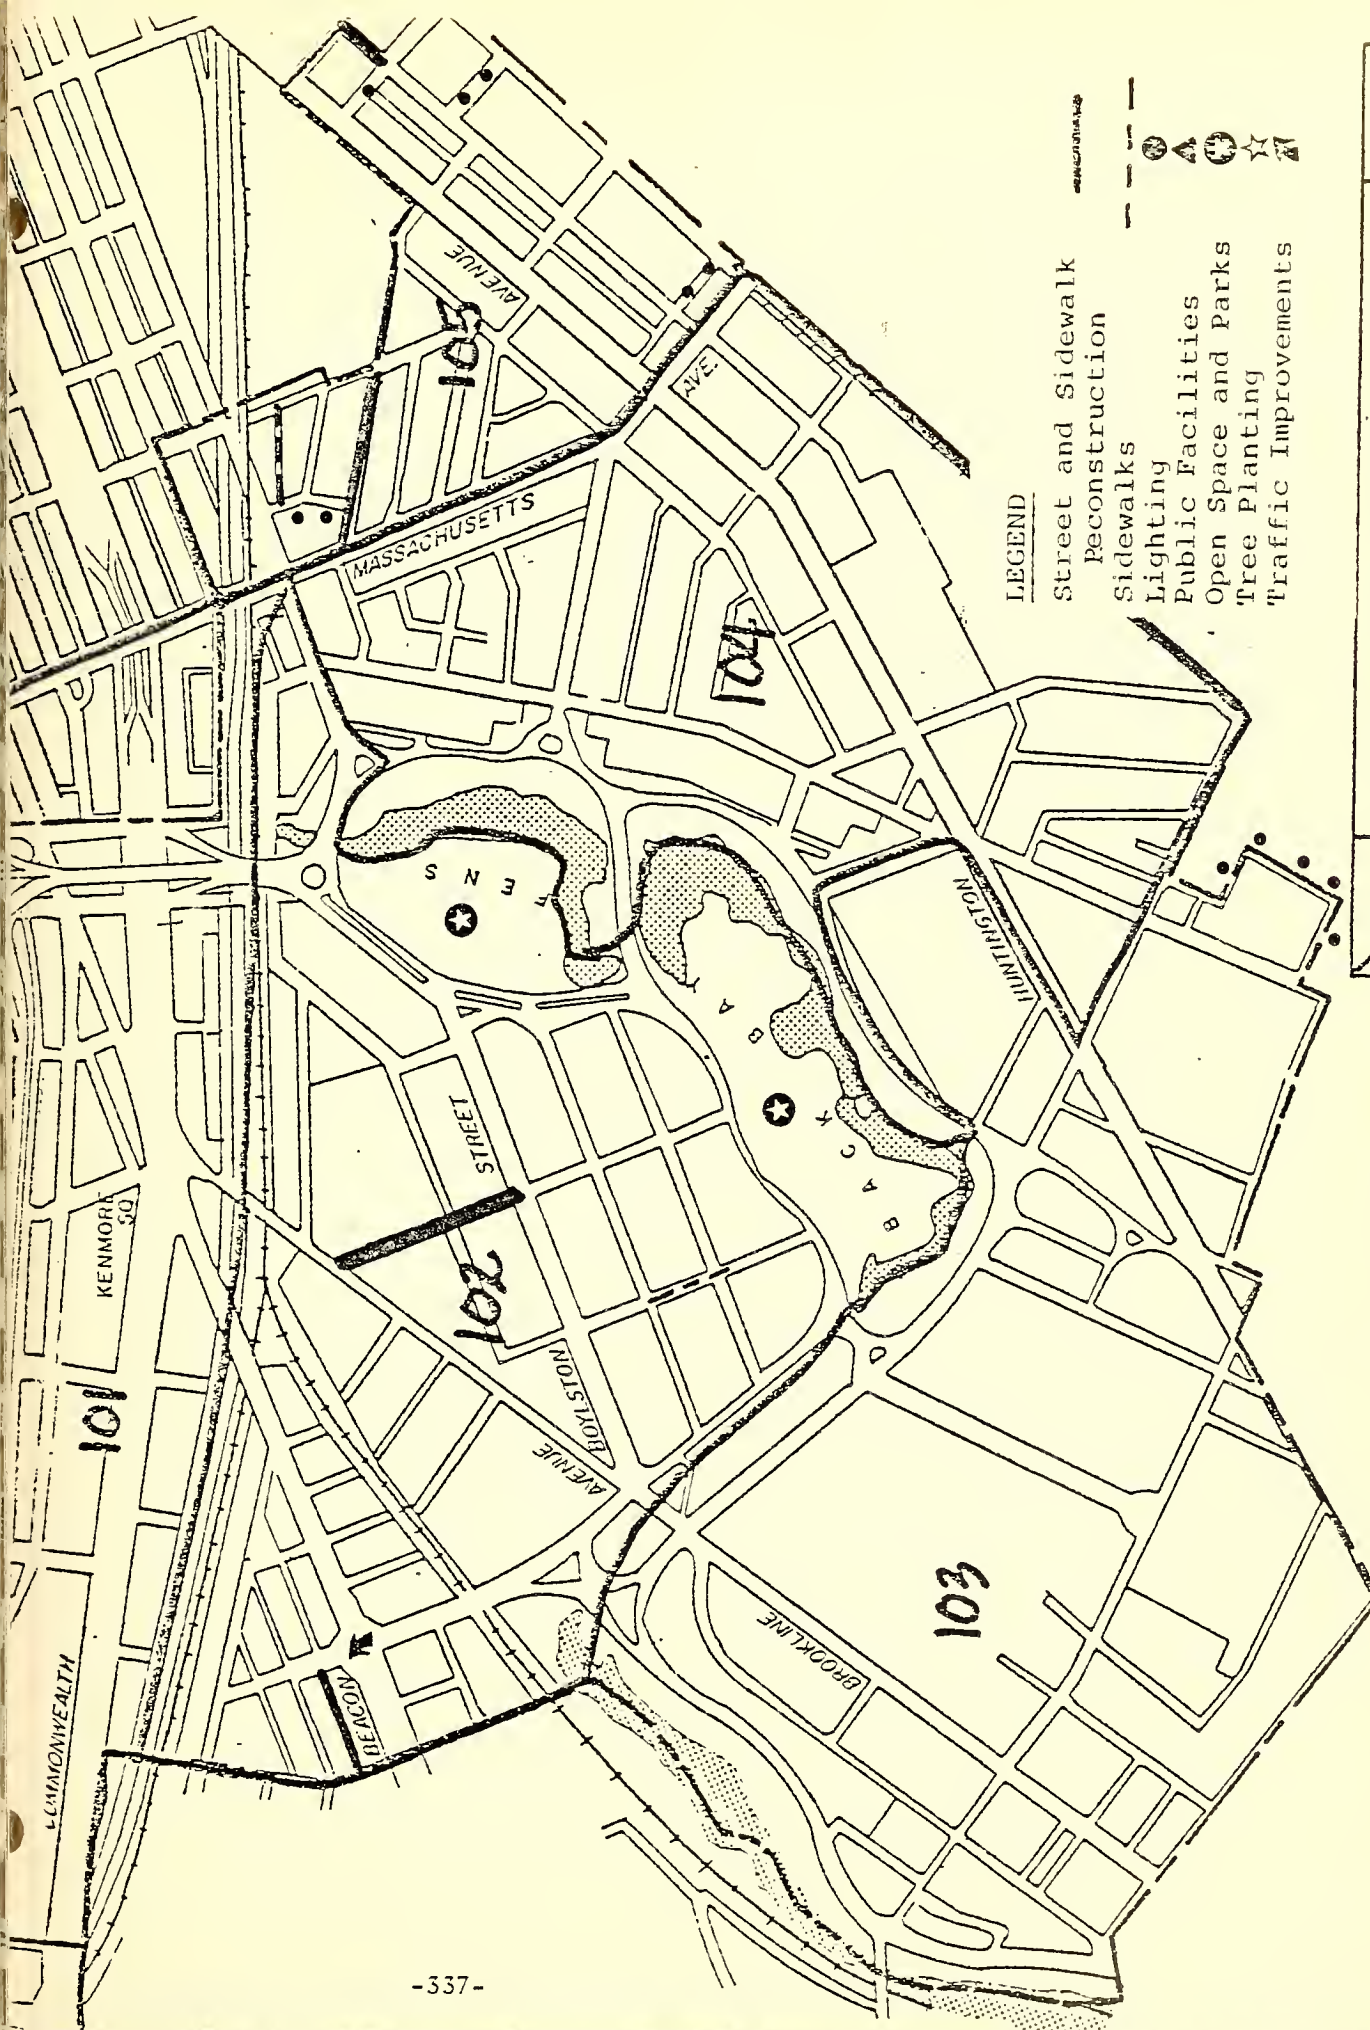 COMMONWEALTH
101
KENMORE
SQ
BEACON
AVENUE
BOYLSTON
STREET
102
MASSACHUSETTS
105
AVENUE
AVE.
104
FENS
BACK BAY
HUNTINGTON
BROOKLINE
103
LEGEND
Street and Sidewalk
Reconstruction
Sidewalks
Lighting
Public Facilities
Open Space and Parks
Tree Planting
Traffic Improvements
-337-